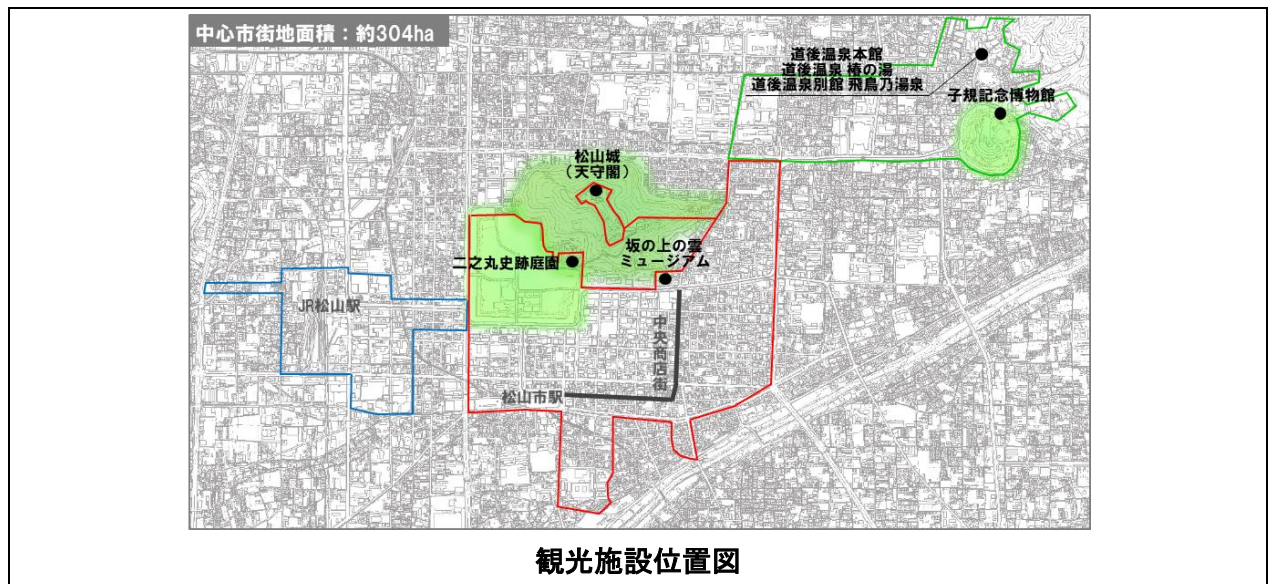 中心市街地面積：約304ha
道後温泉本館
道後温泉 椿の湯
道後温泉別館 飛鳥乃湯泉
子規記念博物館
松山城
（天守閣）
坂の上の雲
ミュージアム
二之丸史跡庭園
JR松山駅
中央商店街
松山市駅
観光施設位置図